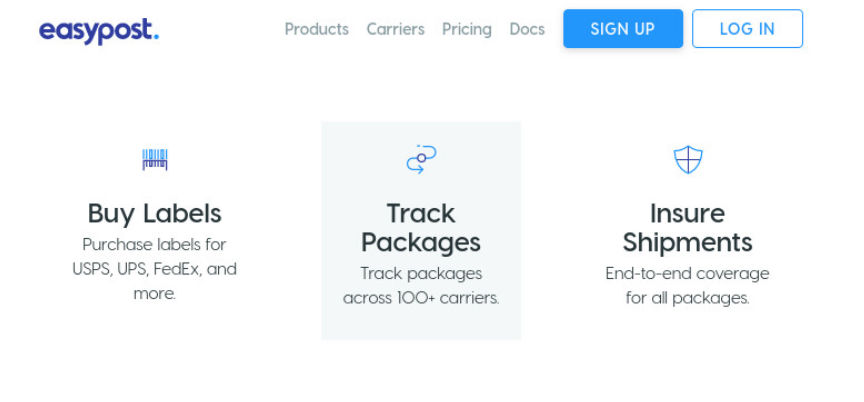 easypost.
Products
Carriers
Pricing
Docs
SIGN UP
LOG IN
Buy Labels
Purchase labels for
USPS, UPS, FedEx, and
more.
Track
Packages
Track packages
across 100+ carriers.
Insure
Shipments
End-to-end coverage
for all packages.